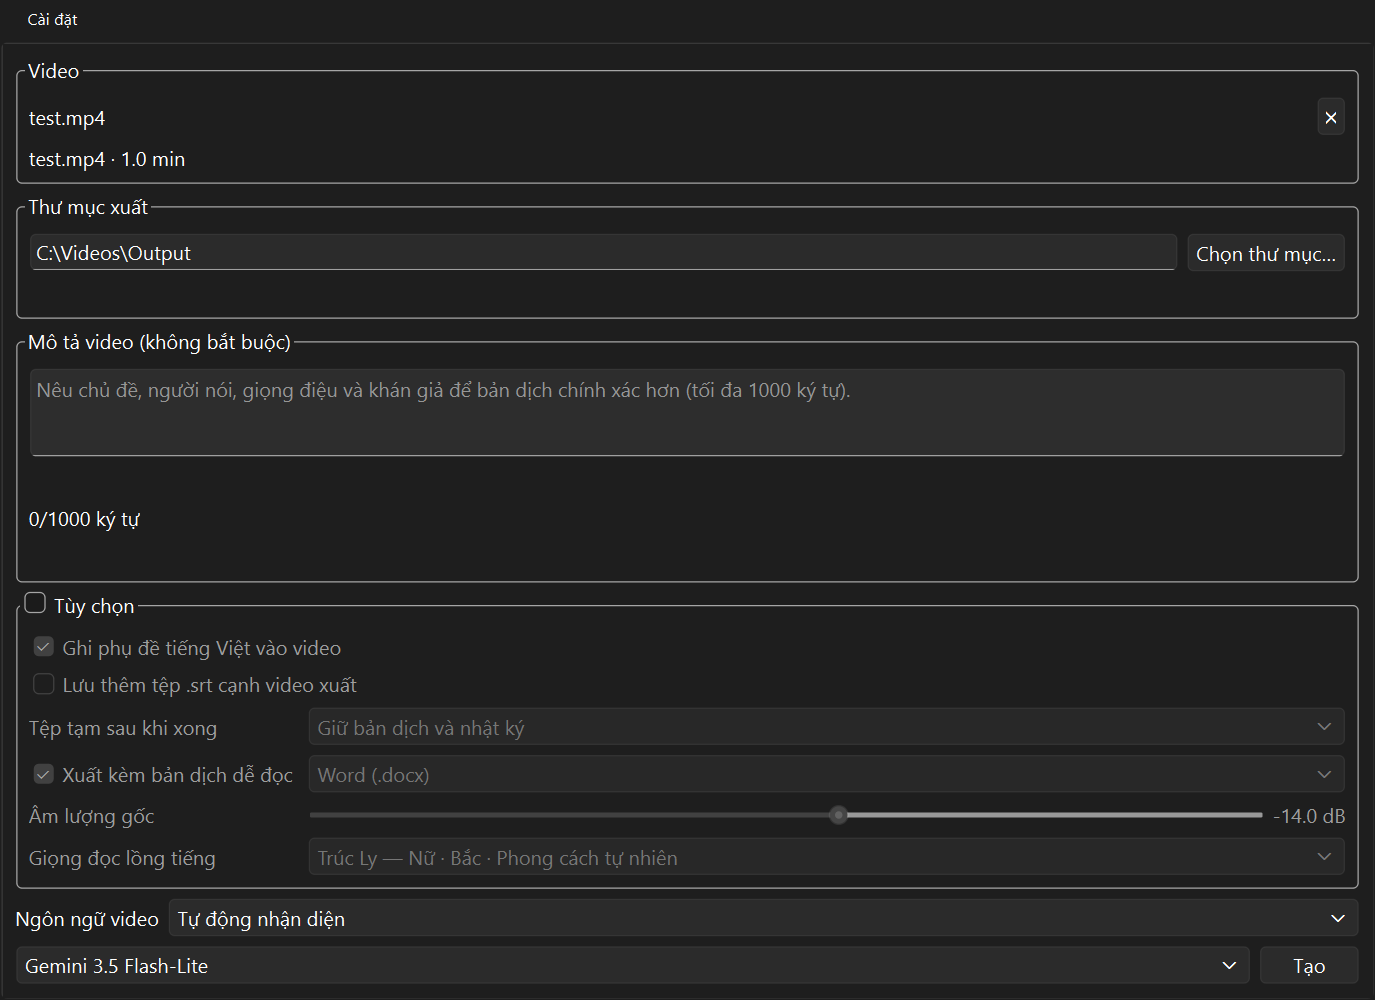 Cài đặt
Video
test.mp4
×
test.mp4 · 1.0 min
Thư mục xuất
C:\Videos\Output
Chọn thư mục...
Mô tả video (không bắt buộc)
Nêu chủ đề, người nói, giọng điệu và khán giả để bản dịch chính xác hơn (tối đa 1000 ký tự).
0/1000 ký tự
Tùy chọn
Ghi phụ đề tiếng Việt vào video
Lưu thêm tệp .srt cạnh video xuất
Tệp tạm sau khi xong Giữ bản dịch và nhật ký
Xuất kèm bản dịch dễ đọc Word (.docx)
Âm lượng gốc -14.0 dB
Giọng đọc lồng tiếng Trúc Ly — Nữ · Bắc · Phong cách tự nhiên
Ngôn ngữ video Tự động nhận diện
Gemini 3.5 Flash-Lite Tạo